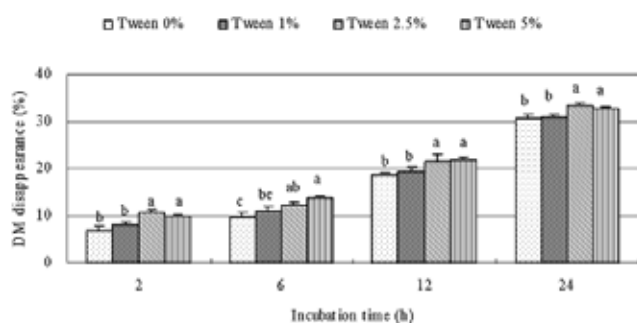 Tween 0% Tween 1% Tween 2.5% Tween 5%
40
30
20
10
0
DM disappearance (%)
b b a a
c bc ab a
b b a a
b b a a
2 6 12 24
Incubation time (h)